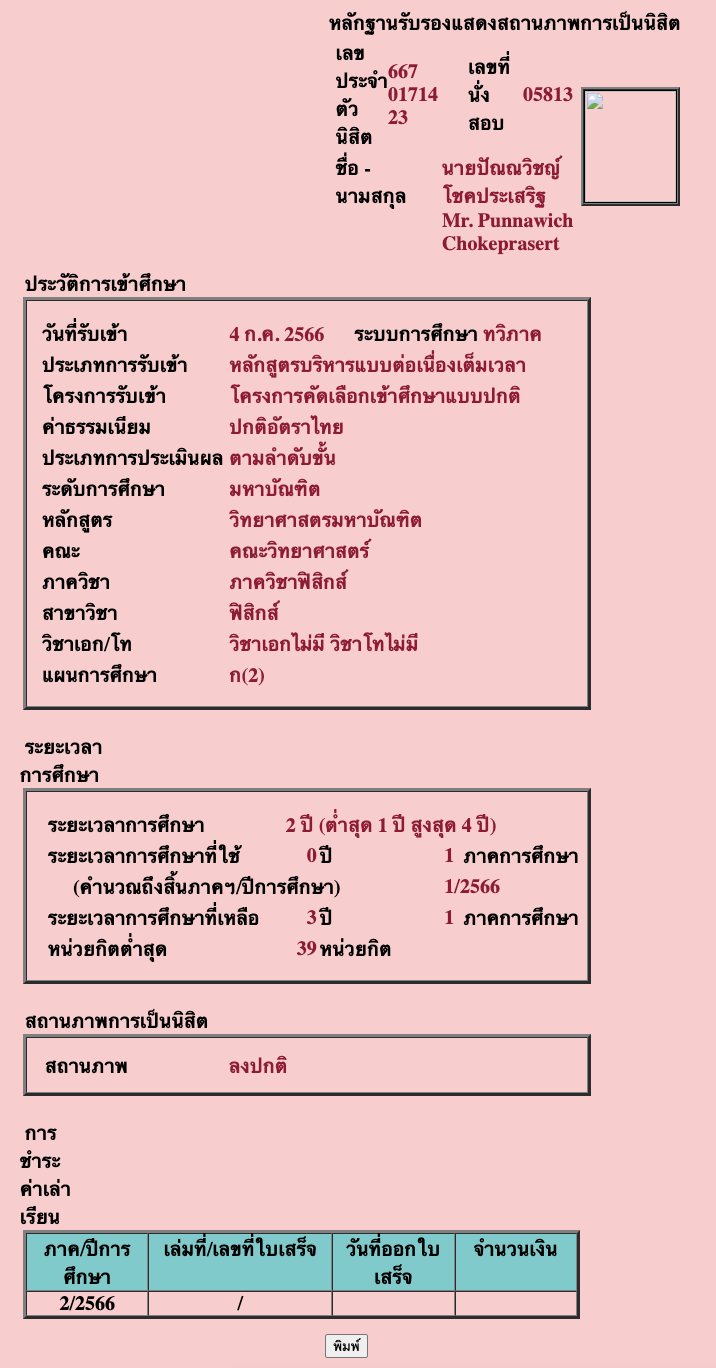 หลักฐานรับรองแสดงสถานภาพการเป็นนิสิต
เลขประจำตัวนิสิต 667 01714 23 เลขที่นั่งสอบ 05813
ชื่อ - นามสกุล นายปัณณวิชญ์ โชคประเสริฐ
Mr. Punnawich Chokeprasert
ประวัติการเข้าศึกษา
วันที่รับเข้า 4 ก.ค. 2566 ระบบการศึกษา ทวิภาค
ประเภทการรับเข้า หลักสูตรบริหารแบบต่อเนื่องเต็มเวลา
โครงการรับเข้า โครงการคัดเลือกเข้าศึกษาแบบปกติ
ค่าธรรมเนียม ปกติอัตราไทย
ประเภทการประเมินผล ตามลำดับขั้น
ระดับการศึกษา มหาบัณฑิต
หลักสูตร วิทยาศาสตรมหาบัณฑิต
คณะ คณะวิทยาศาสตร์
ภาควิชา ภาควิชาฟิสิกส์
สาขาวิชา ฟิสิกส์
วิชาเอก/โท วิชาเอกไม่มี วิชาโทไม่มี
แผนการศึกษา ก(2)
ระยะเวลา
การศึกษา
ระยะเวลาการศึกษา 2 ปี (ต่ำสุด 1 ปี สูงสุด 4 ปี)
ระยะเวลาการศึกษาที่ใช้ 0 ปี 1 ภาคการศึกษา
(คำนวณถึงสิ้นภาคฯ/ปีการศึกษา) 1/2566
ระยะเวลาการศึกษาที่เหลือ 3 ปี 1 ภาคการศึกษา
หน่วยกิตต่ำสุด 39 หน่วยกิต
สถานภาพการเป็นนิสิต
สถานภาพ ลงปกติ
การ
ชำระ
ค่าเล่า
เรียน
ภาค/ปีการศึกษา เล่มที่/เลขที่ใบเสร็จ วันที่ออกใบเสร็จ จำนวนเงิน
2/2566 /
พิมพ์